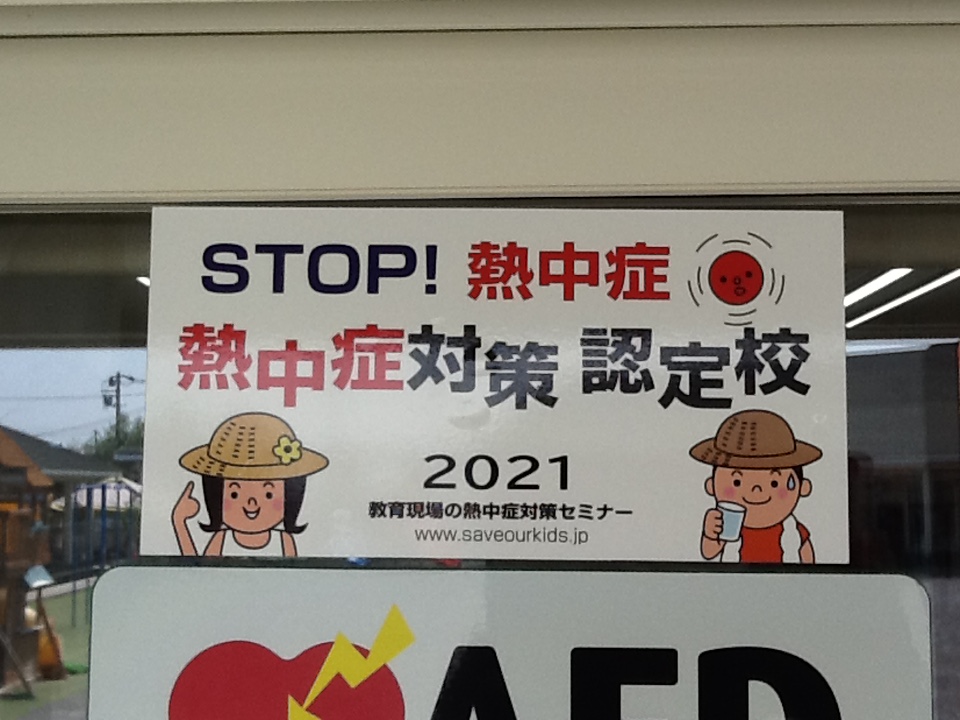 STOP! 熱中症
熱中症対策 認定校
2021
教育現場の熱中症対策セミナー
www.saveourkids.jp
AED